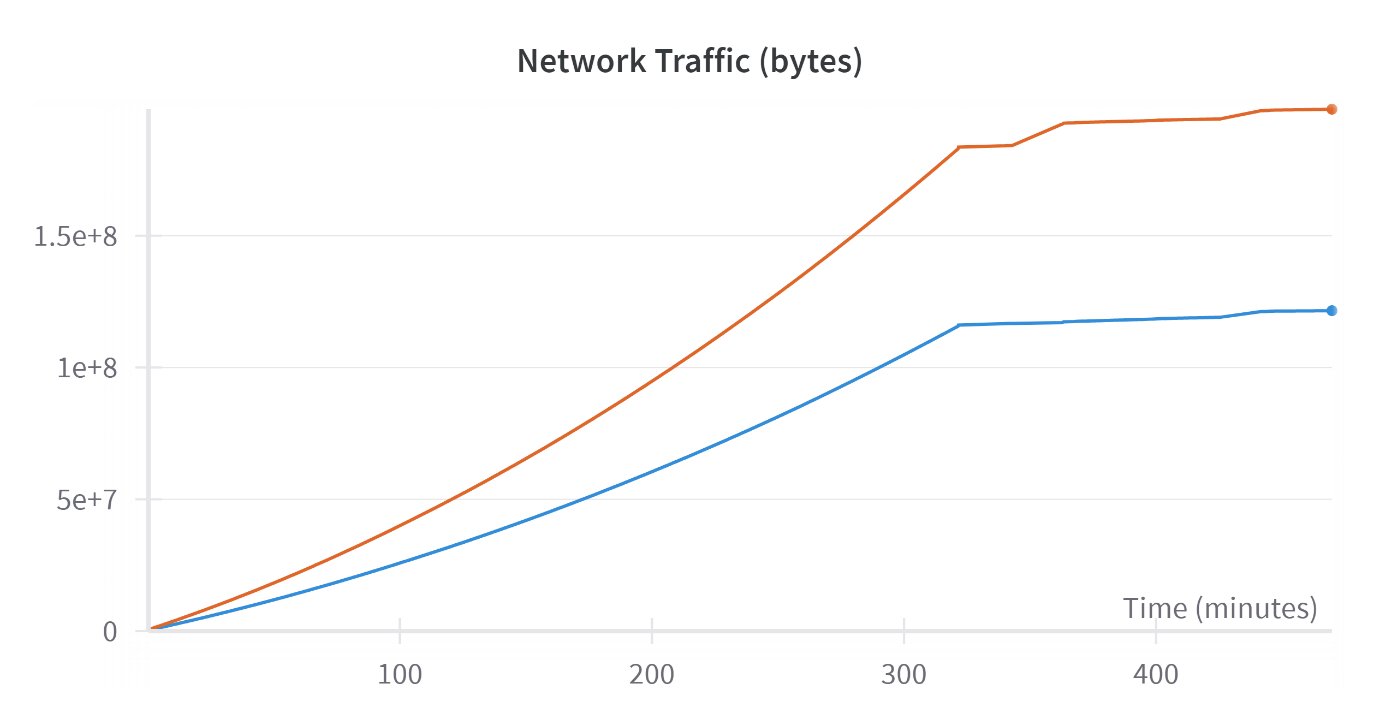 Network Traffic (bytes)
1.5e+8
1e+8
5e+7
0
Time (minutes)
100 200 300 400